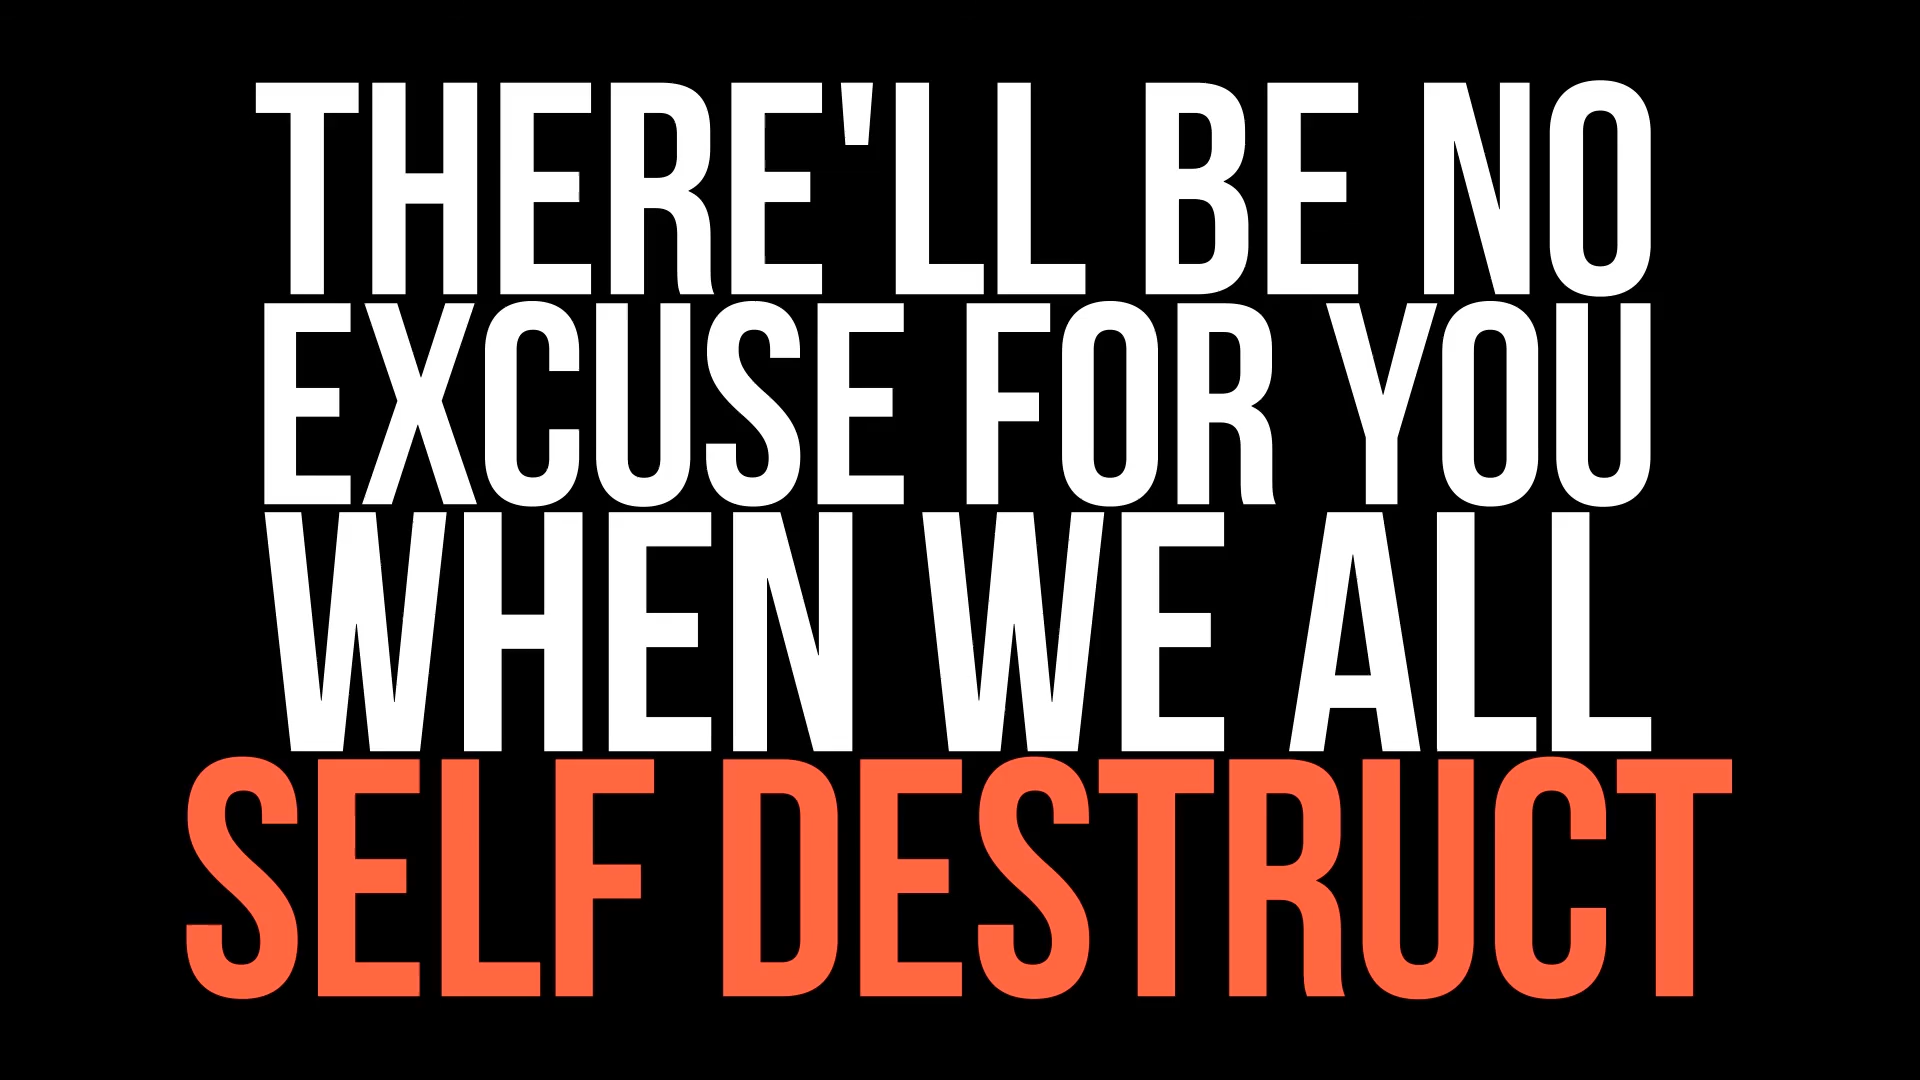 THERE'LL BE NO
EXCUSE FOR YOU
WHEN WE ALL
SELF DESTRUCT